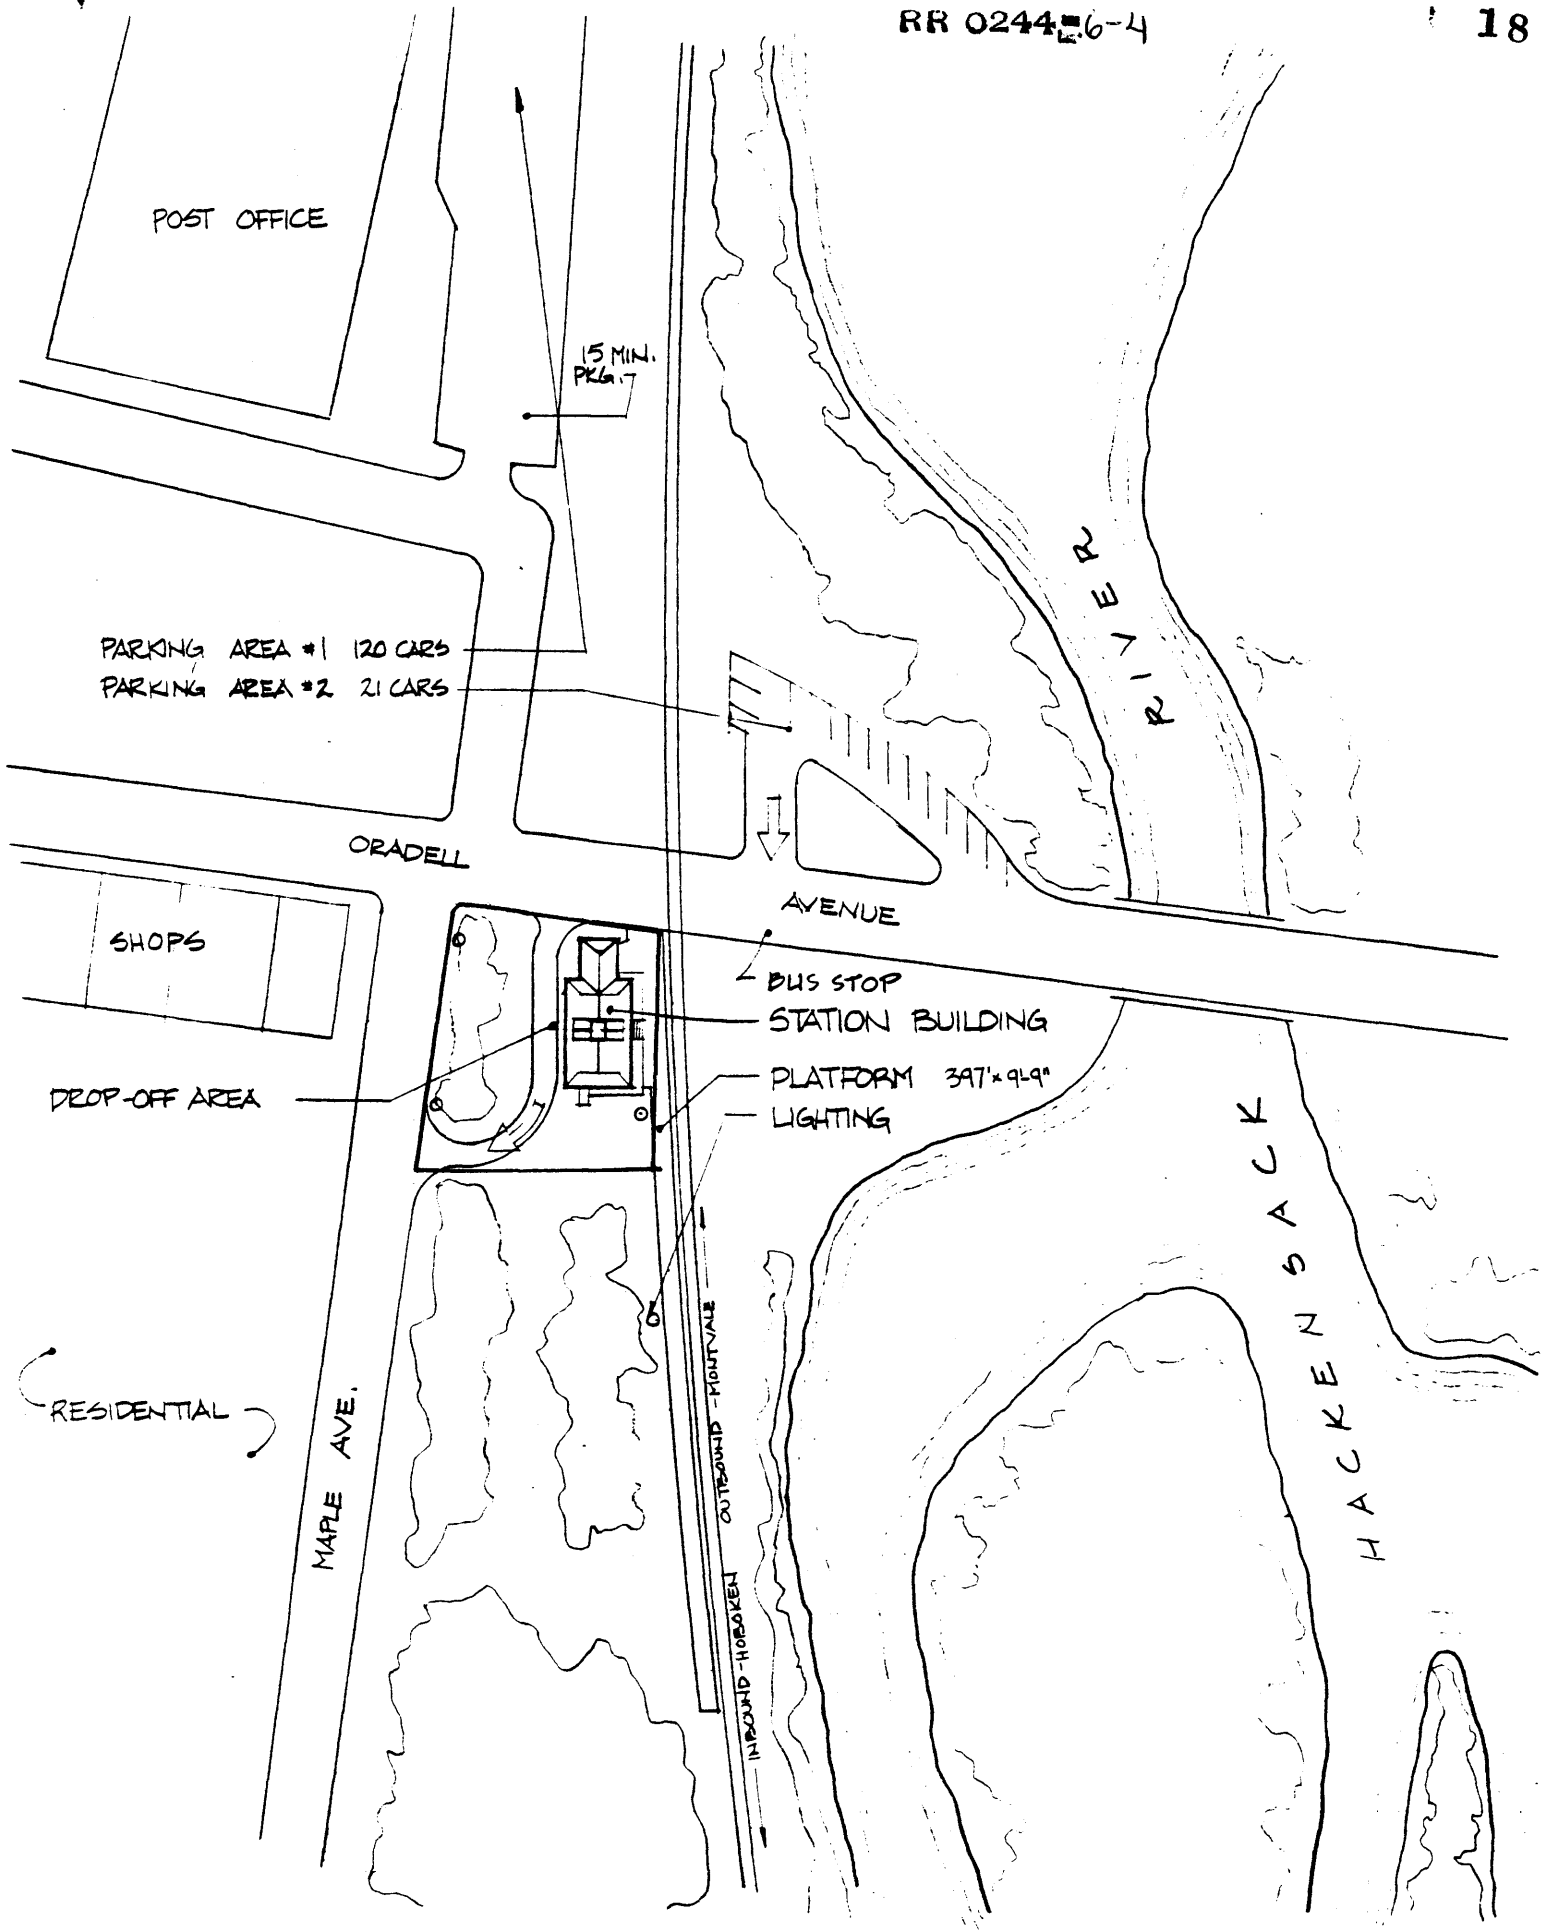 RR 0244 6-4
18
POST OFFICE
15 MIN.
PKG.
PARKING AREA #1 120 CARS
PARKING AREA #2 21 CARS
RIVER
ORADELL
AVENUE
SHOPS
BUS STOP
STATION BUILDING
DROP-OFF AREA
PLATFORM 397'x 9'-9"
LIGHTING
HACKENSACK
OUTBOUND - MONTVALE
RESIDENTIAL
MAPLE AVE.
INBOUND - HOBOKEN